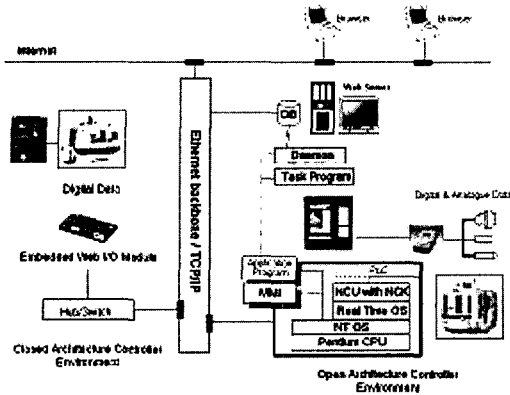 Browser
Browser
Internet
Web Server
DB
Ethernet backbone / TCP/IP
Daemon
Task Program
Digital Data
Digital & Analogue Data
Embedded Web I/O Module
Application
Program
PLC
MMI
NCU with NCK
Hub/Switch
Real Time OS
NT OS
Pentium CPU
Closed Architecture Controller
Environment
Open Architecture Controller
Environment